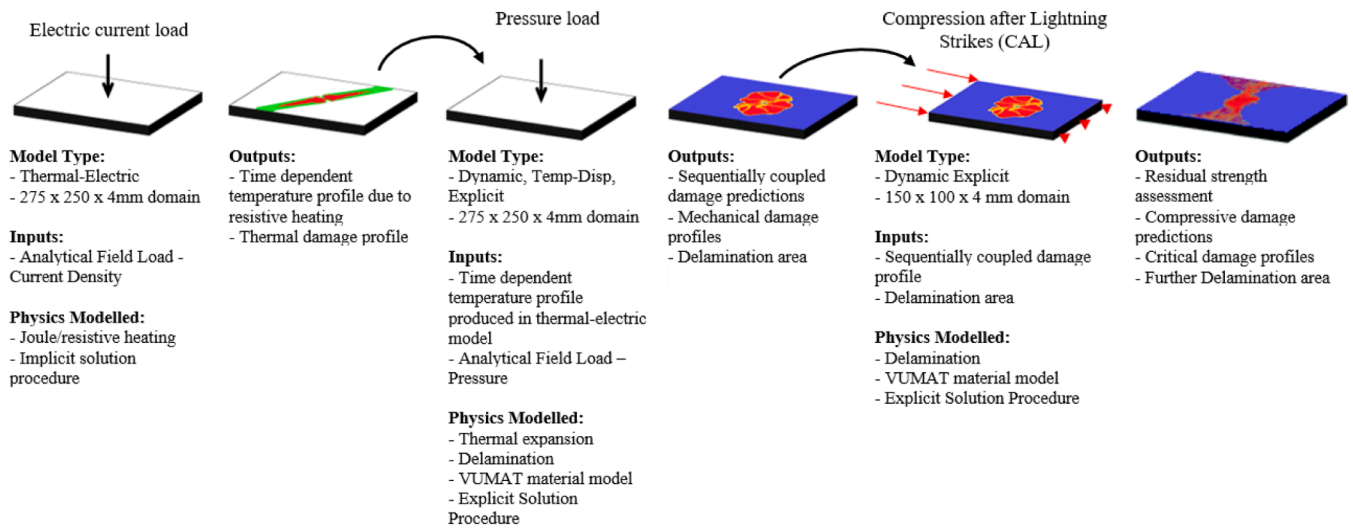 Electric current load
Model Type:
- Thermal-Electric
- 275 x 250 x 4mm domain
Inputs:
- Analytical Field Load -
Current Density
Physics Modelled:
- Joule/resistive heating
- Implicit solution
procedure
Outputs:
- Time dependent
temperature profile due to
resistive heating
- Thermal damage profile
Pressure load
Model Type:
- Dynamic, Temp-Disp,
Explicit
- 275 x 250 x 4mm domain
Inputs:
- Time dependent
temperature profile
produced in thermal-electric
model
- Analytical Field Load –
Pressure
Physics Modelled:
- Thermal expansion
- Delamination
- VUMAT material model
- Explicit Solution
Procedure
Outputs:
- Sequentially coupled
damage predictions
- Mechanical damage
profiles
- Delamination area
Compression after Lightning
Strikes (CAL)
Model Type:
- Dynamic Explicit
- 150 x 100 x 4 mm domain
Inputs:
- Sequentially coupled damage
profile
- Delamination area
Physics Modelled:
- Delamination
- VUMAT material model
- Explicit Solution Procedure
Outputs:
- Residual strength
assessment
- Compressive damage
predictions
- Critical damage profiles
- Further Delamination area